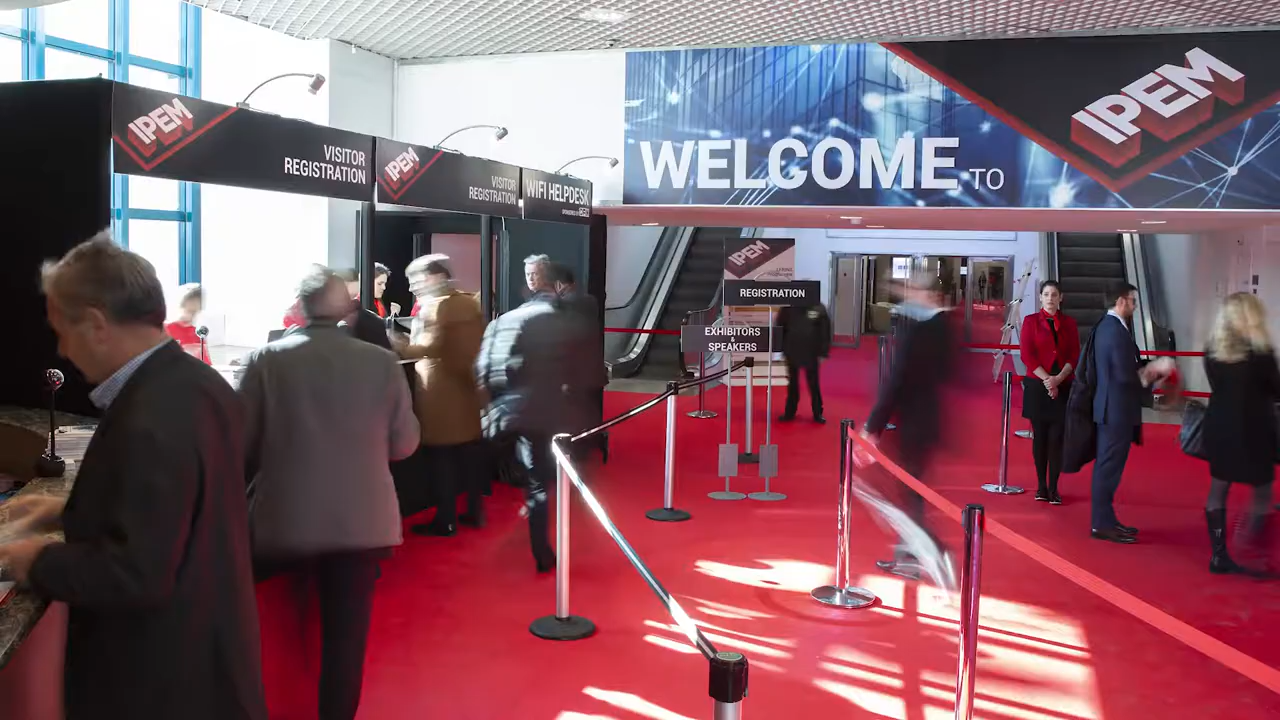 IPEM
VISITOR
REGISTRATION
IPEM
VISITOR
REGISTRATION
WIFI HELPDESK
WELCOME TO
IPEM
IPEM
REGISTRATION
EXHIBITORS
&
SPEAKERS